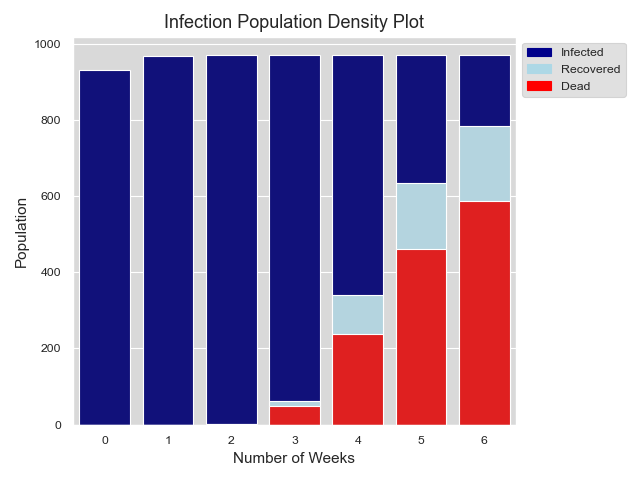 Infection Population Density Plot
Infected
Recovered
Dead
1000
800
600
400
200
0
Population
0 1 2 3 4 5 6
Number of Weeks